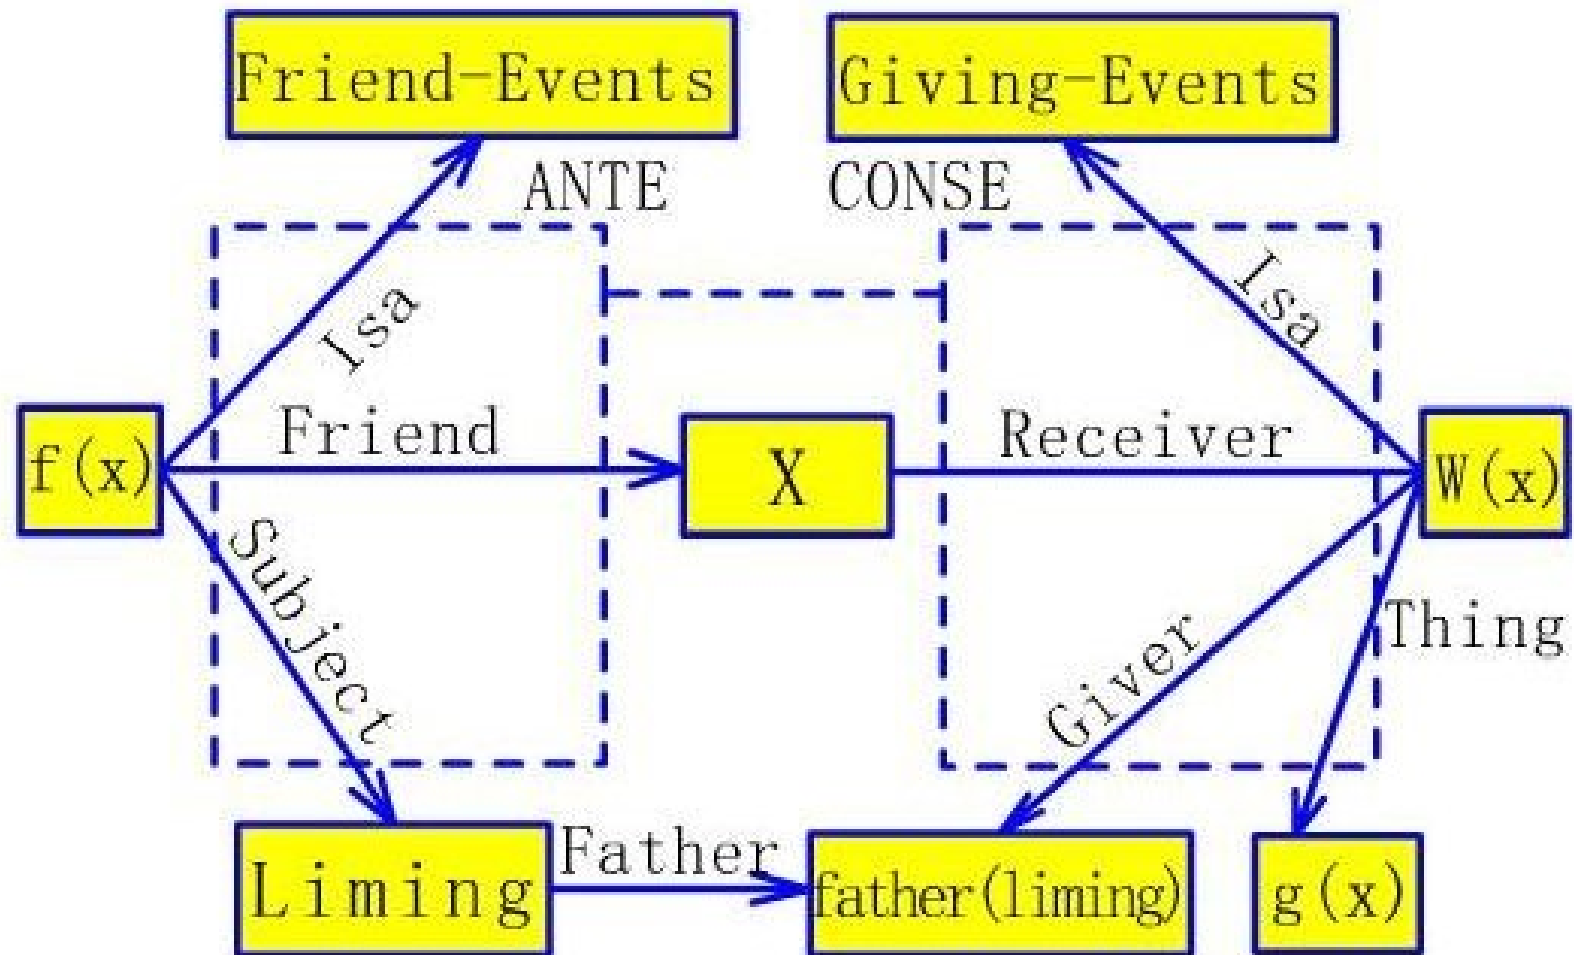 Friend-Events
Giving-Events
ANTE
CONSE
Isa
Isa
Friend
Receiver
f(x)
X
W(x)
Subject
Thing
Giver
Father
Liming
father(liming)
g(x)